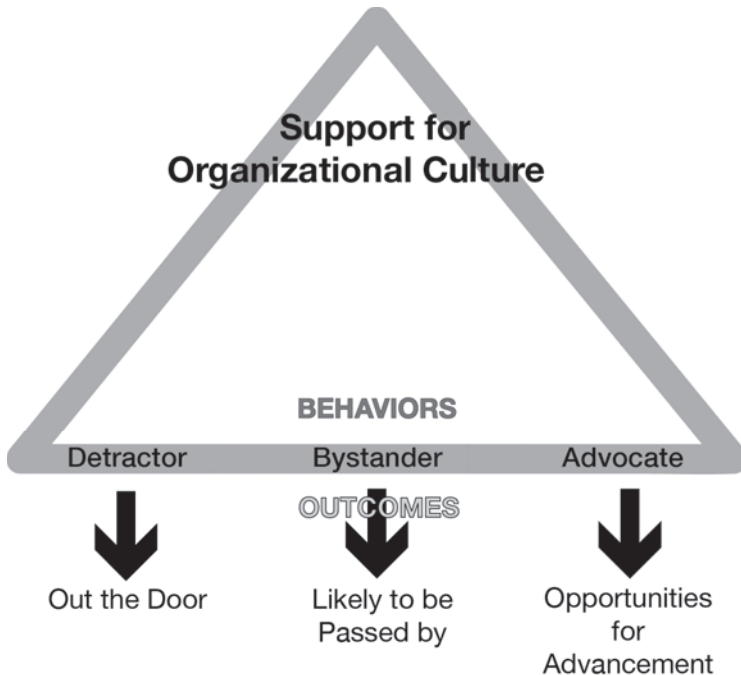 Support for
Organizational Culture
BEHAVIORS
Detractor Bystander Advocate
OUTCOMES
Out the Door
Likely to be
Passed by
Opportunities
for
Advancement